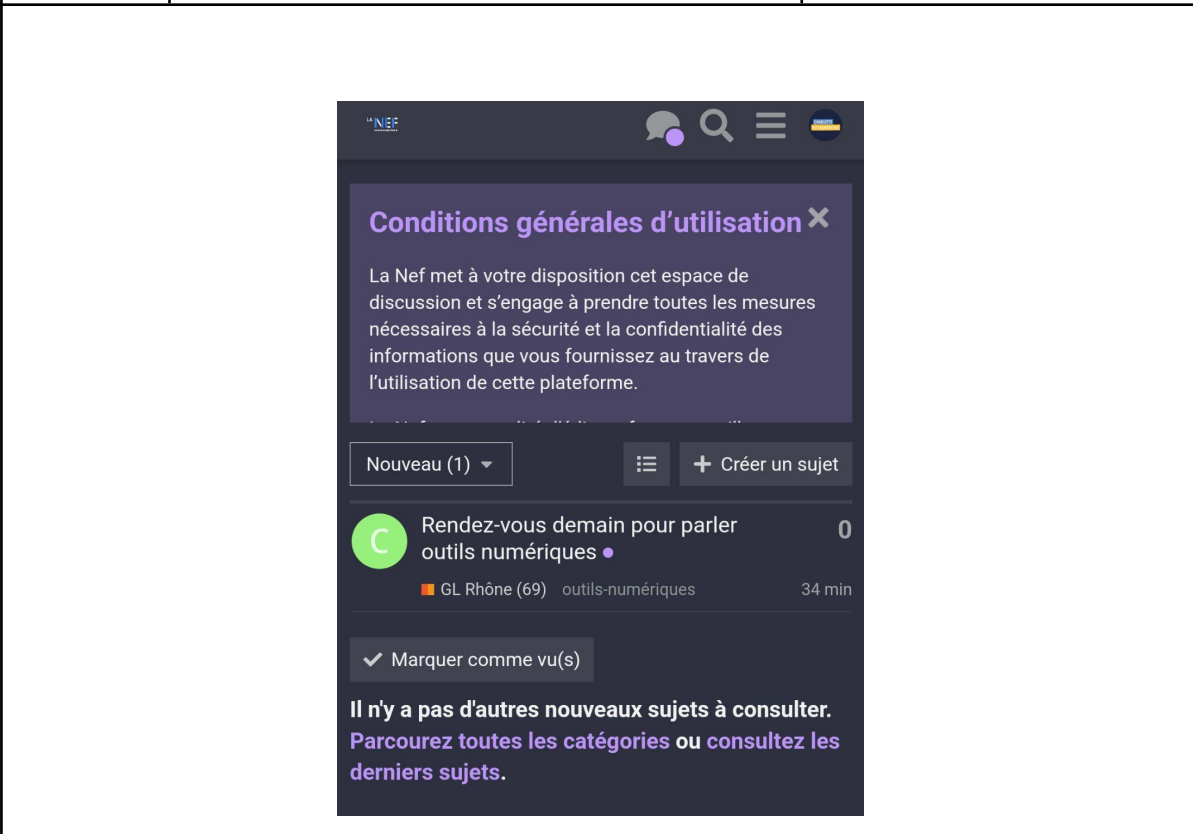 LA NEF
Conditions générales d’utilisation
La Nef met à votre disposition cet espace de
discussion et s’engage à prendre toutes les mesures
nécessaires à la sécurité et la confidentialité des
informations que vous fournissez au travers de
l’utilisation de cette plateforme.
Nouveau (1)
Créer un sujet
C
Rendez-vous demain pour parler
outils numériques
0
GL Rhône (69) outils-numériques
34 min
Marquer comme vu(s)
Il n'y a pas d'autres nouveaux sujets à consulter.
Parcourez toutes les catégories ou consultez les
derniers sujets.